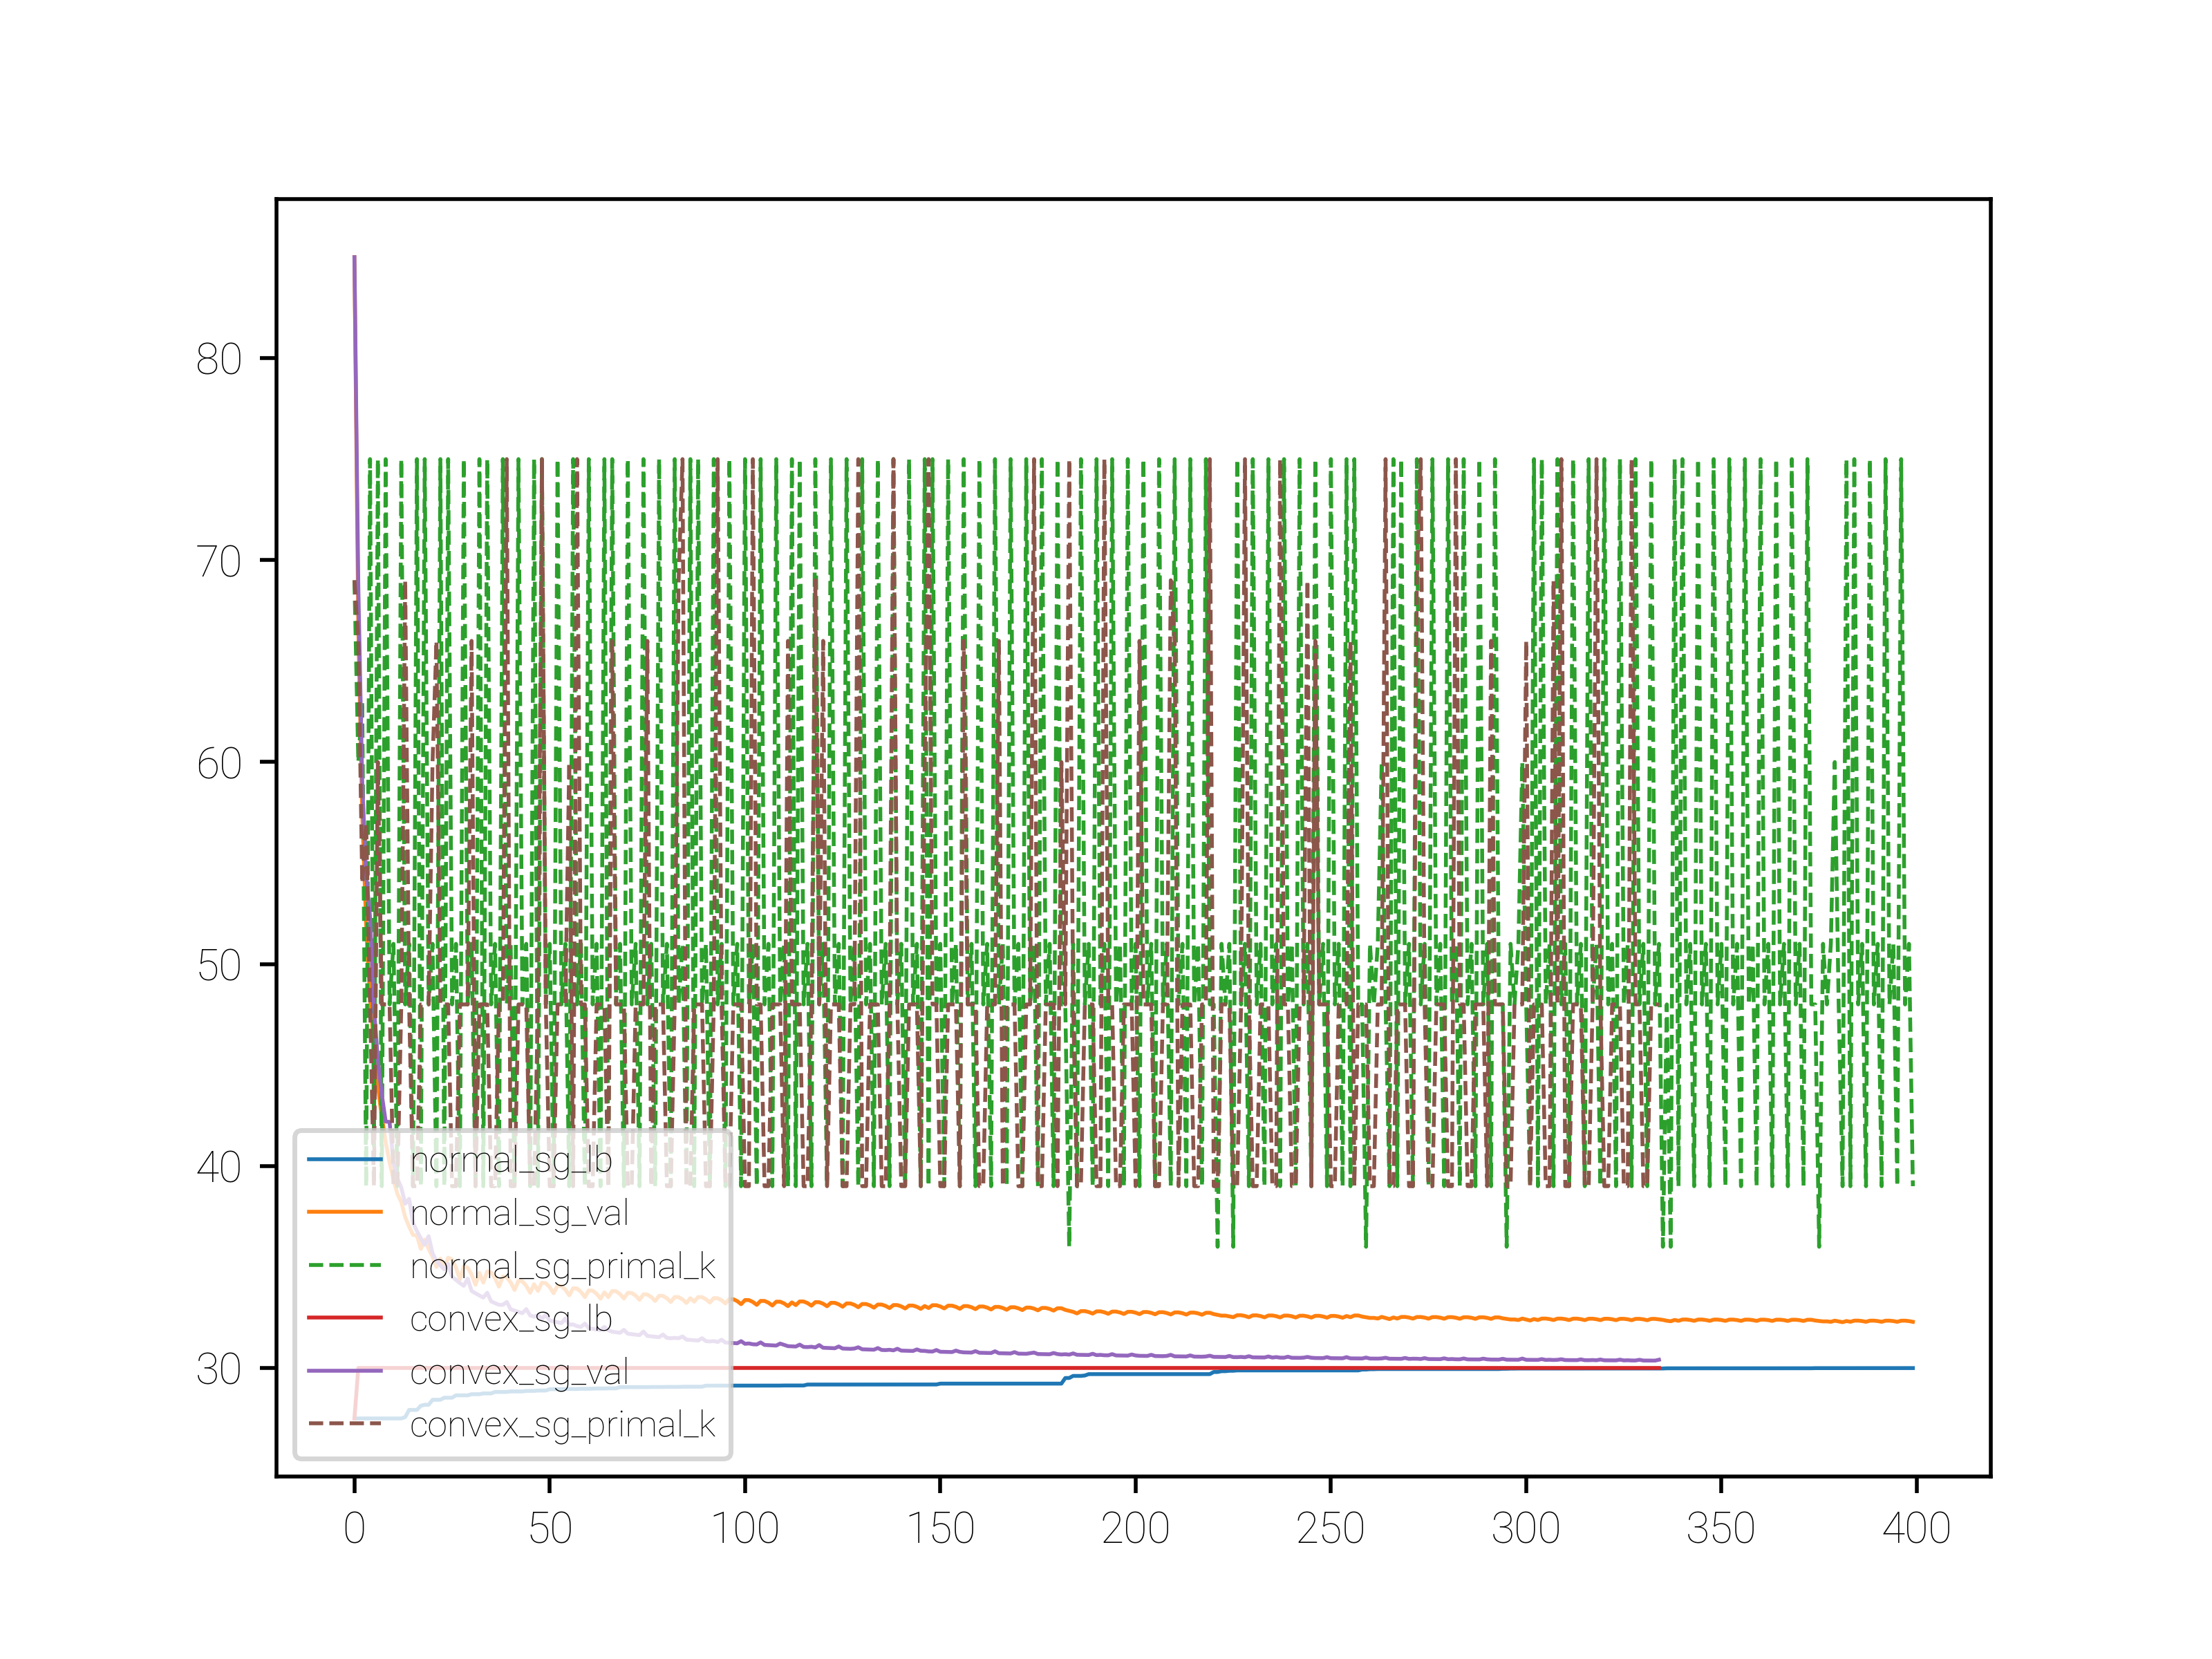 80
70
60
50
40
30
normal_sg_lb
normal_sg_val
normal_sg_primal_k
convex_sg_lb
convex_sg_val
convex_sg_primal_k
0 50 100 150 200 250 300 350 400